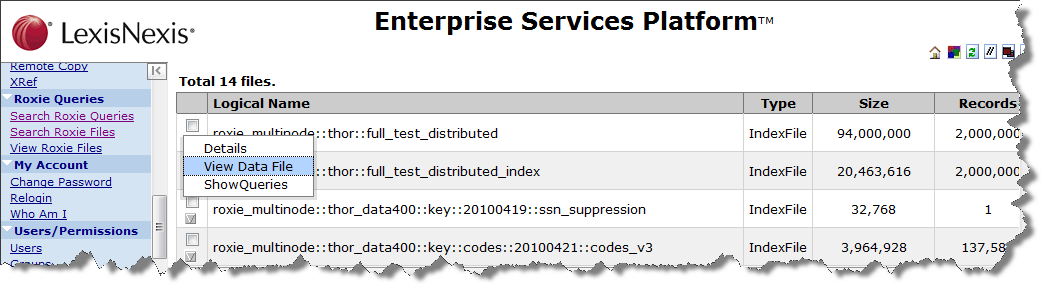 LexisNexis®
Enterprise Services Platform™
Remote Copy
XRef
Roxie Queries
Search Roxie Queries
Search Roxie Files
View Roxie Files
My Account
Change Password
Relogin
Who Am I
Users/Permissions
Users
Total 14 files.
Logical Name Type Size Records
roxie_multinode::thor::full_test_distributed IndexFile 94,000,000 2,000,000
Details
View Data File
ShowQueries
::thor::full_test_distributed_index IndexFile 20,463,616 2,000,000
roxie_multinode::thor_data400::key::20100419::ssn_suppression IndexFile 32,768 1
roxie_multinode::thor_data400::key::codes::20100421::codes_v3 IndexFile 3,964,928 137,58